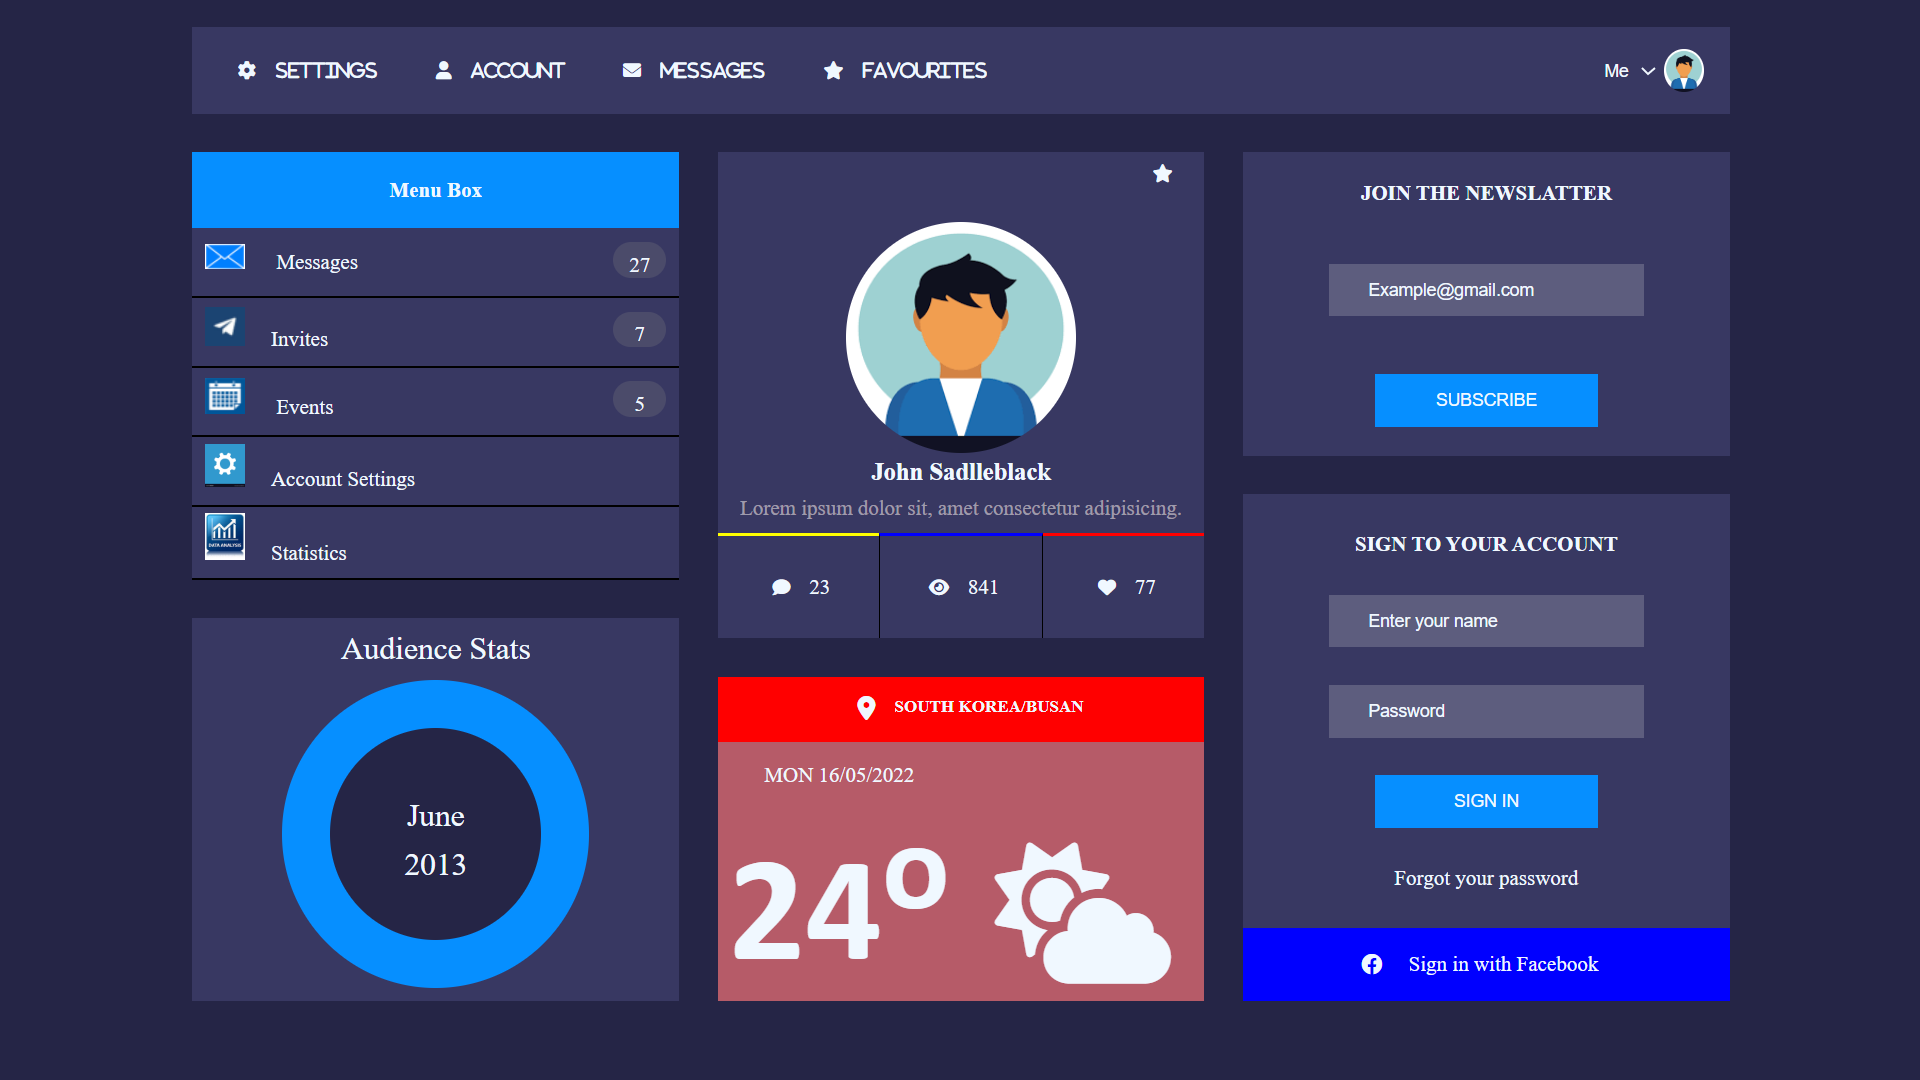 SETTINGS
ACCOUNT
MESSAGES
FAVOURITES
Me
Menu Box
Messages
27
Invites
7
Events
5
Account Settings
DATA ANALYSIS
Statistics
Audience Stats
June
2013
John Sadlleblack
Lorem ipsum dolor sit, amet consectetur adipisicing.
23
841
77
SOUTH KOREA/BUSAN
MON 16/05/2022
24º
JOIN THE NEWSLATTER
Example@gmail.com
SUBSCRIBE
SIGN TO YOUR ACCOUNT
Enter your name
Password
SIGN IN
Forgot your password
Sign in with Facebook